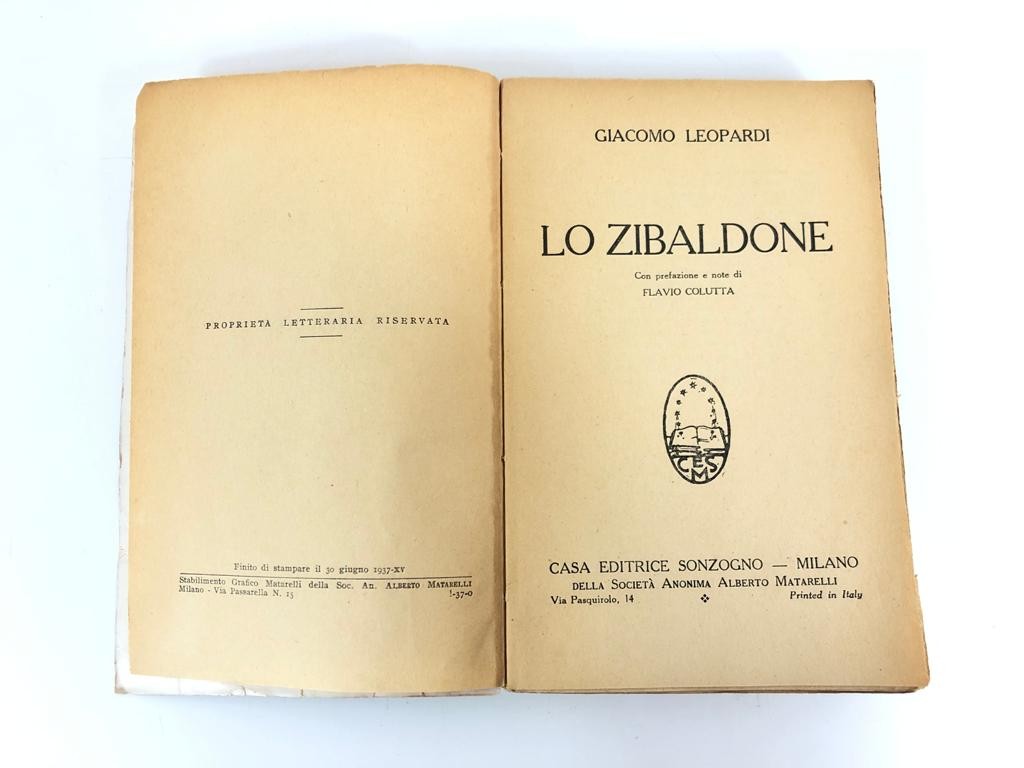 PROPRIETÀ LETTERARIA RISERVATA
Finito di stampare il 30 giugno 1937-XV
Stabilimento Grafico Matarelli della Soc. An. ALBERTO MATARELLI
Milano - Via Passarella N. 15
!-37-0
GIACOMO LEOPARDI
LO ZIBALDONE
Con prefazione e note di
FLAVIO COLUTTA
CES
M
CASA EDITRICE SONZOGNO — MILANO
DELLA SOCIETÀ ANONIMA ALBERTO MATARELLI
Via Pasquirolo, 14
Printed in Italy